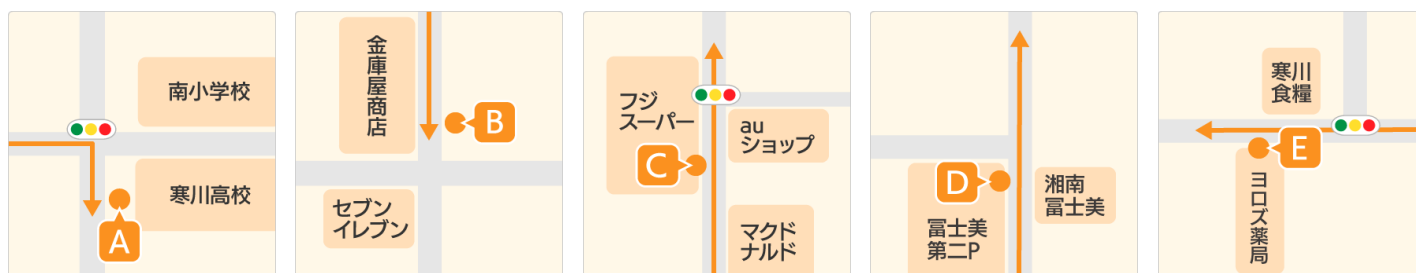 南小学校
寒川高校
A
金庫屋商店
B
セブン
イレブン
フジ
スーパー
au
ショップ
C
マクド
ナルド
D
湘南
冨士美
冨士美
第二P
寒川
食糧
E
ヨロズ薬局